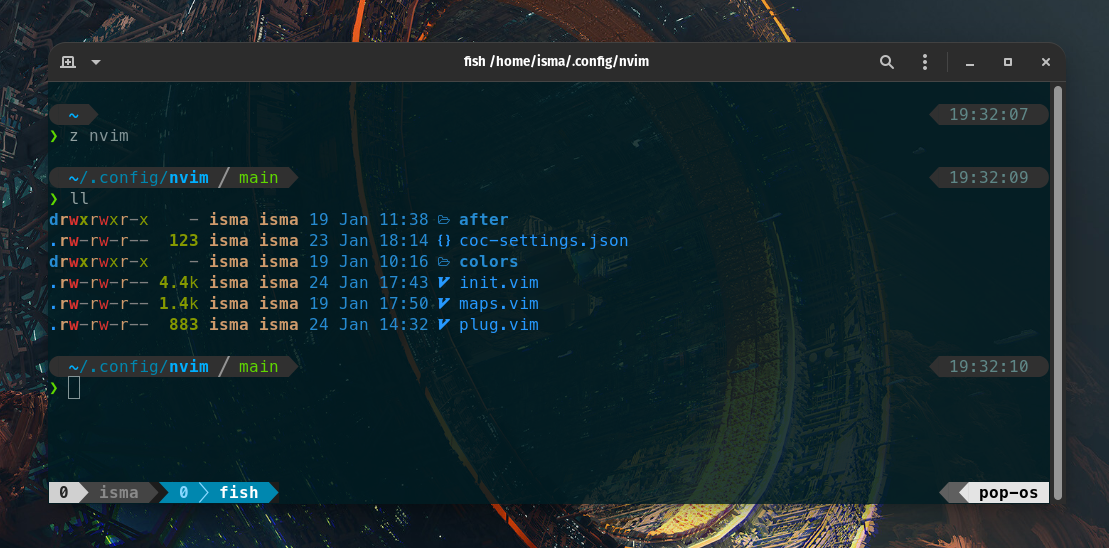 fish /home/isma/.config/nvim
~ 19:32:07
❯ z nvim
~/.config/nvim / main 19:32:09
❯ ll
drwxrwxr-x - isma isma 19 Jan 11:38 after
.rw-rw-r-- 123 isma isma 23 Jan 18:14 {} coc-settings.json
drwxrwxr-x - isma isma 19 Jan 10:16 colors
.rw-rw-r-- 4.4k isma isma 24 Jan 17:43 init.vim
.rw-rw-r-- 1.4k isma isma 19 Jan 17:50 maps.vim
.rw-rw-r-- 883 isma isma 24 Jan 14:32 plug.vim
~/.config/nvim / main 19:32:10
❯
0 isma 0 fish pop-os